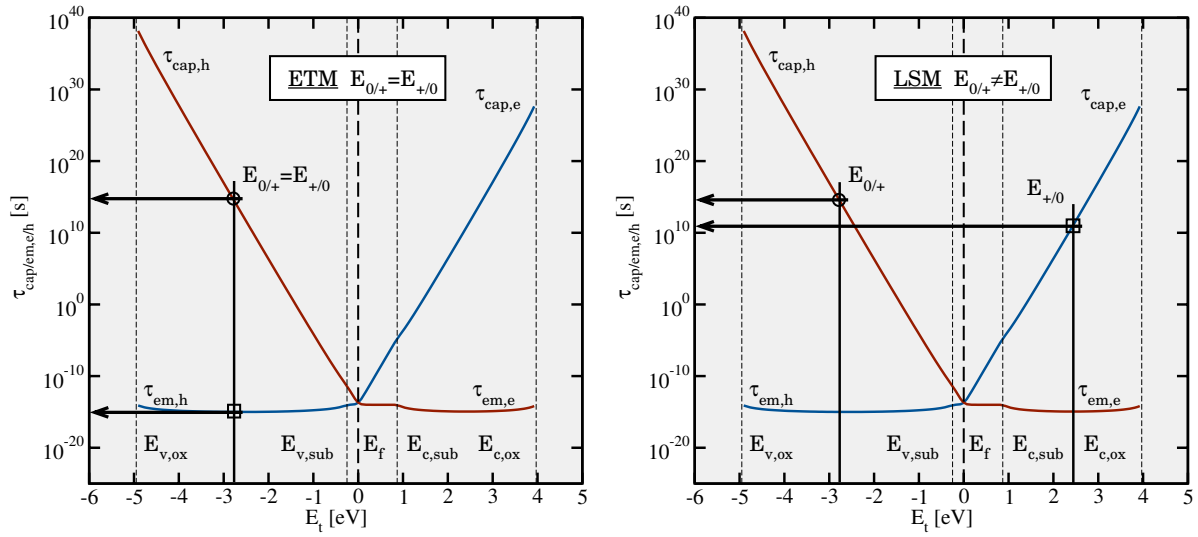 10^40
10^30
10^20
10^10
10^0
10^-10
10^-20
τ_cap/em,e/h [s]
τ_cap,h
ETM E_0/+=E_+/0
τ_cap,e
E_0/+=E_+/0
τ_em,h
τ_em,e
E_v,ox E_v,sub E_f E_c,sub E_c,ox
-6 -5 -4 -3 -2 -1 0 1 2 3 4 5
E_t [eV]
10^40
10^30
10^20
10^10
10^0
10^-10
10^-20
τ_cap/em,e/h [s]
τ_cap,h
LSM E_0/+≠E_+/0
τ_cap,e
E_0/+
E_+/0
τ_em,h
τ_em,e
E_v,ox E_v,sub E_f E_c,sub E_c,ox
-6 -5 -4 -3 -2 -1 0 1 2 3 4 5
E_t [eV]